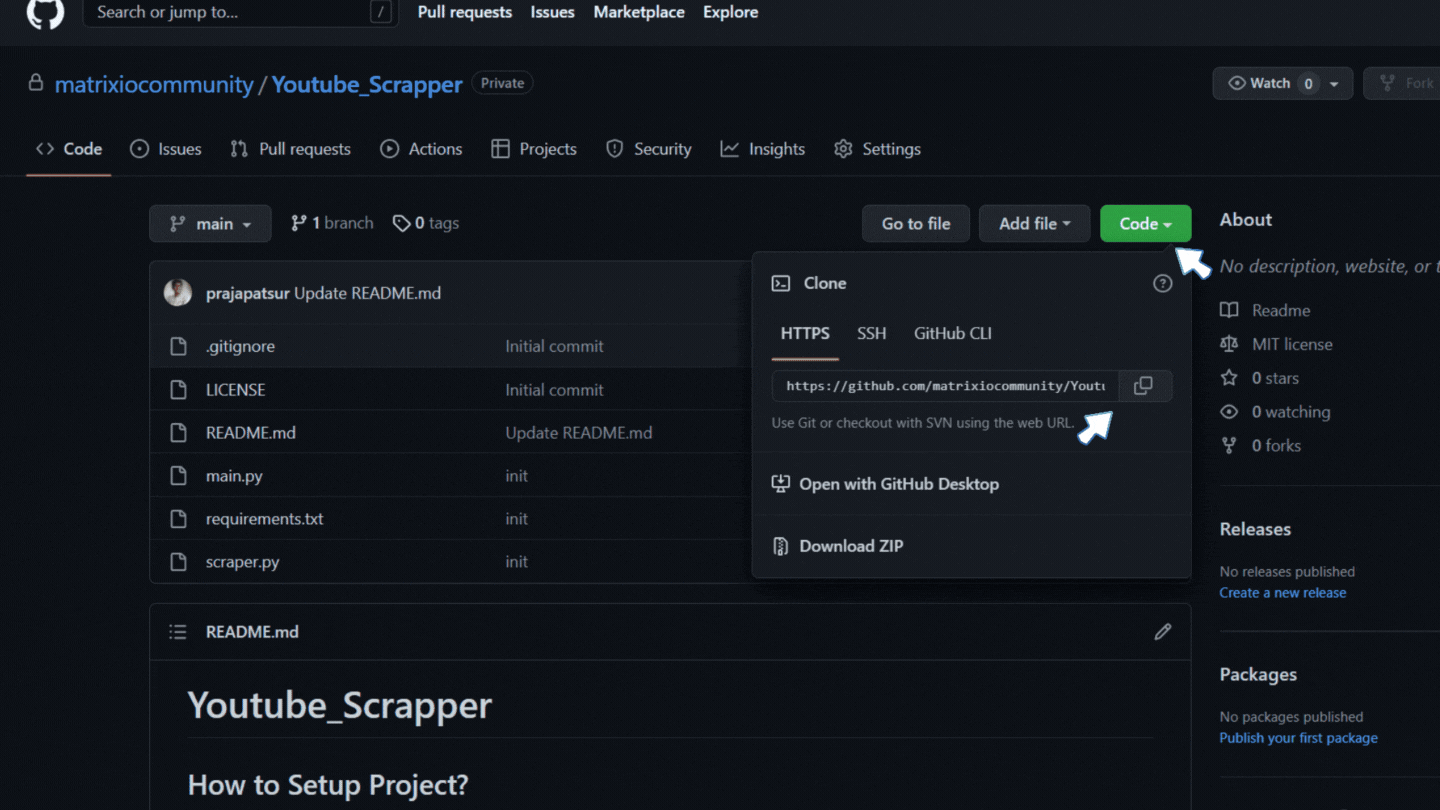 Search or jump to... /
Pull requests Issues Marketplace Explore
matrixiocommunity / Youtube_Scrapper Private
Watch 0
Fork
Code Issues Pull requests Actions Projects Security Insights Settings
main 1 branch 0 tags
Go to file Add file Code
prajapatsur Update README.md
.gitignore Initial commit
LICENSE Initial commit
README.md Update README.md
main.py init
requirements.txt init
scraper.py init
Clone
HTTPS SSH GitHub CLI
https://github.com/matrixiocommunity/Youtu
Use Git or checkout with SVN using the web URL.
Open with GitHub Desktop
Download ZIP
README.md
Youtube_Scrapper
How to Setup Project?
About
No description, website, or t
Readme
MIT license
0 stars
0 watching
0 forks
Releases
No releases published
Create a new release
Packages
No packages published
Publish your first package